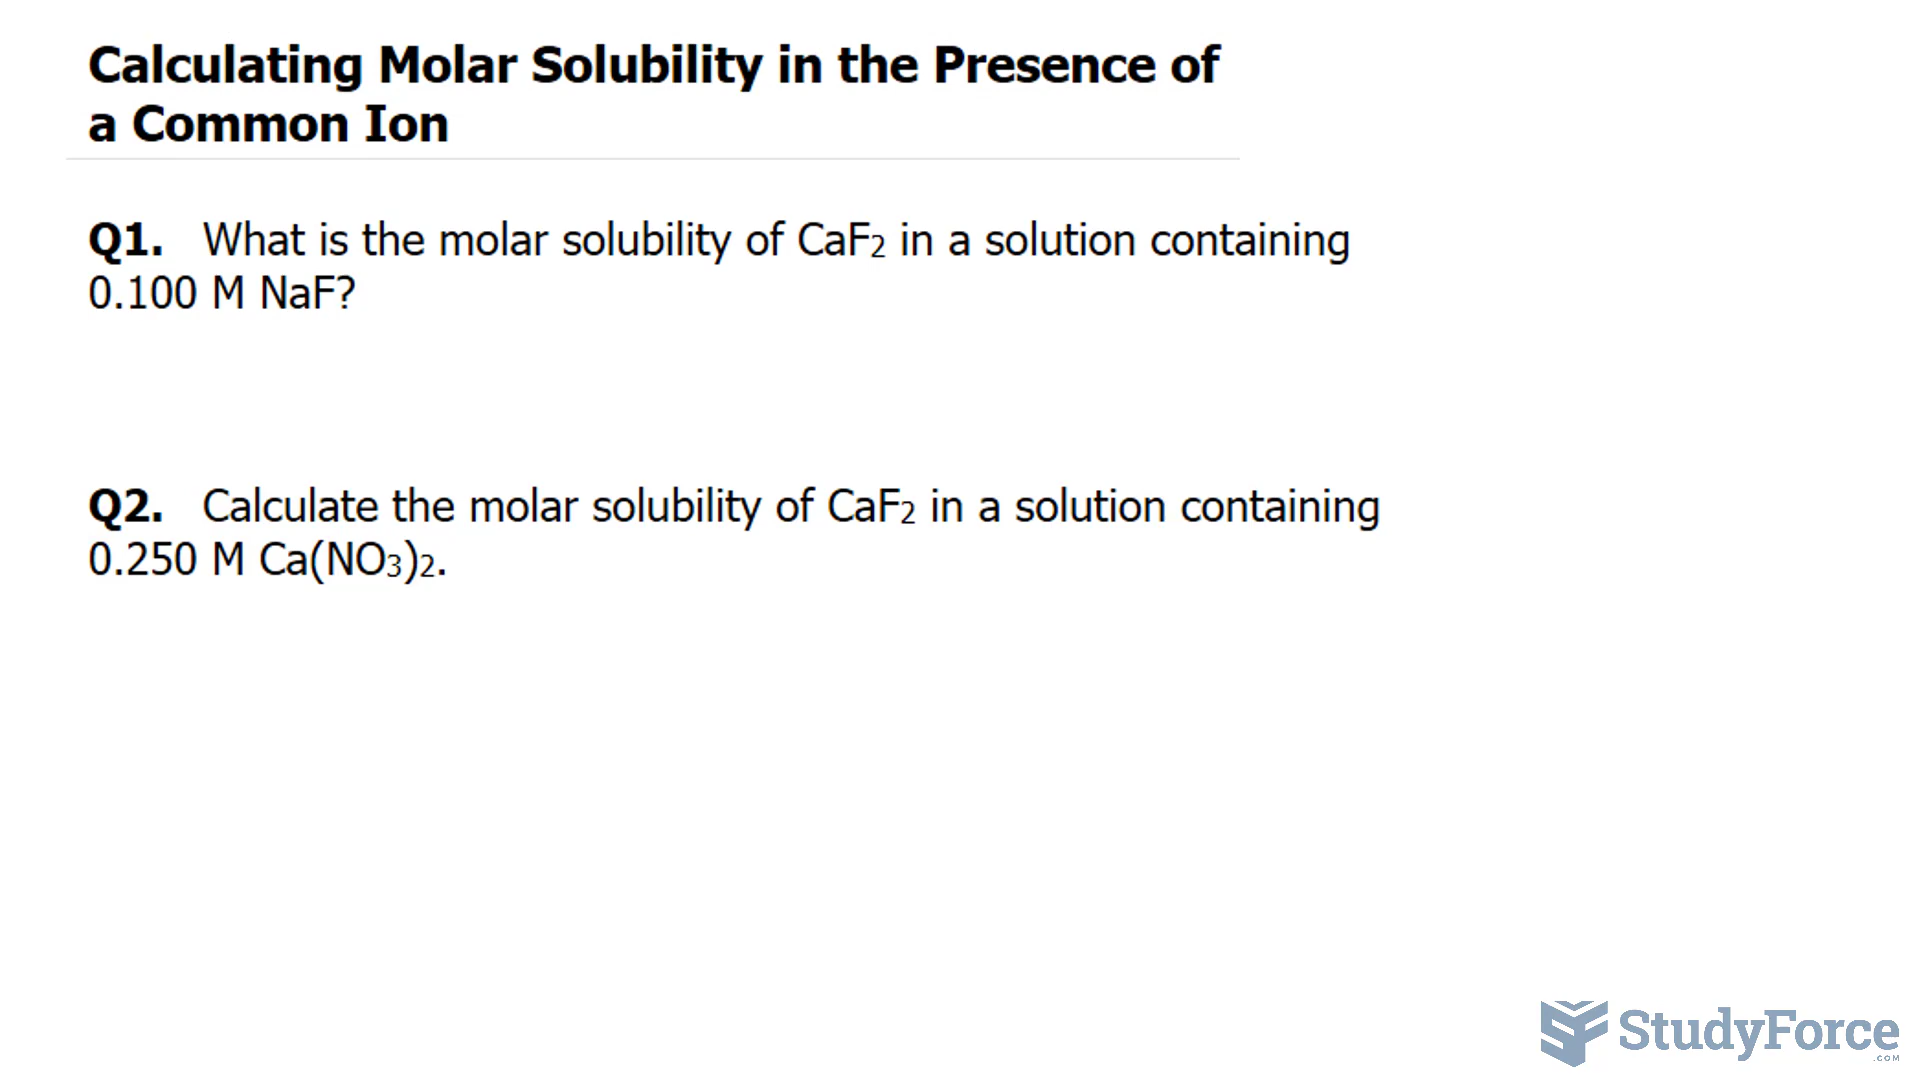 Calculating Molar Solubility in the Presence of
a Common Ion
Q1. What is the molar solubility of CaF₂ in a solution containing
0.100 M NaF?
Q2. Calculate the molar solubility of CaF₂ in a solution containing
0.250 M Ca(NO₃)₂.
StudyForce
.COM